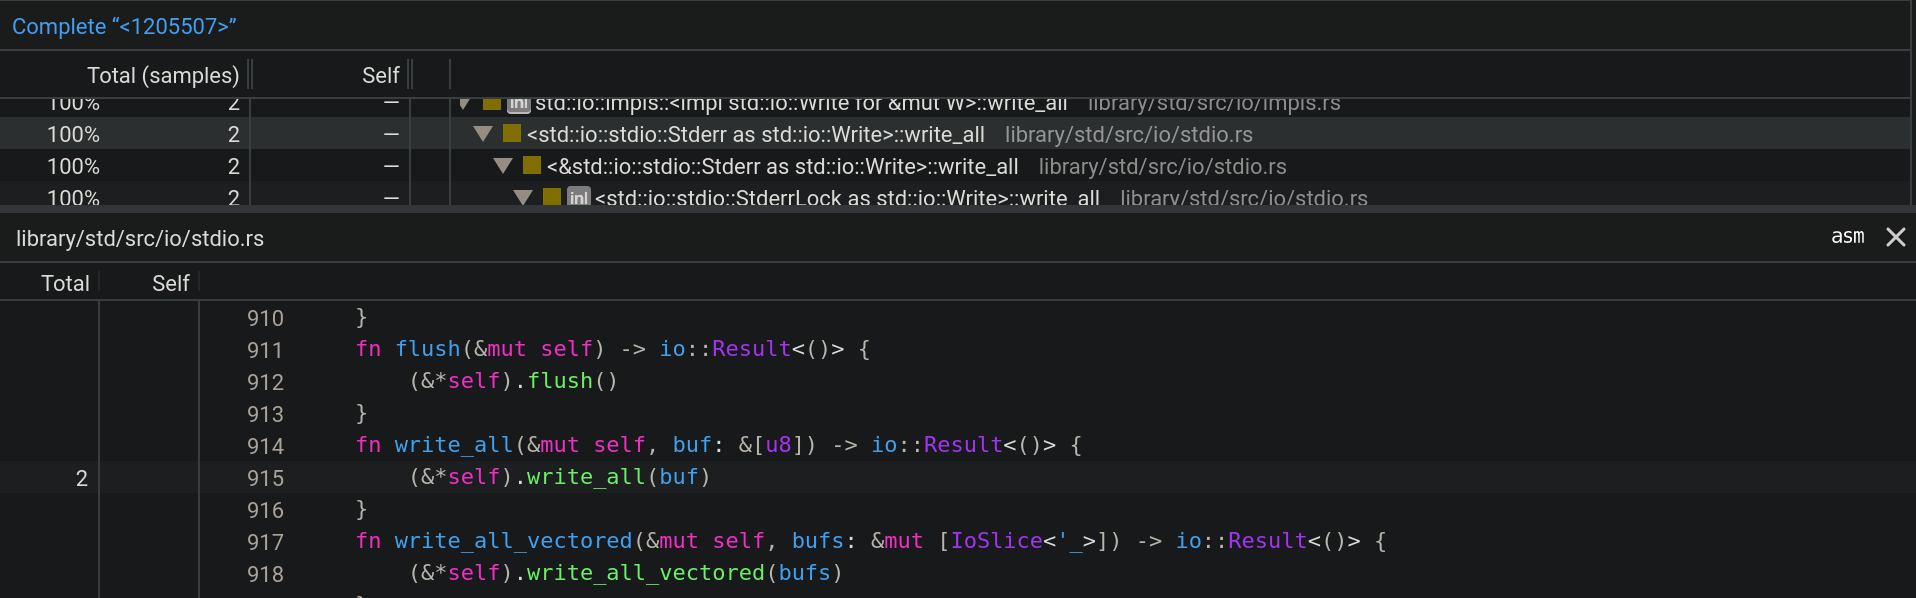 Complete “<1205507>”
Total (samples) Self
100% 2 — inl std::io::impls::<impl std::io::Write for &mut W>::write_all library/std/src/io/impls.rs
100% 2 — <std::io::stdio::Stderr as std::io::Write>::write_all library/std/src/io/stdio.rs
100% 2 — <&std::io::stdio::Stderr as std::io::Write>::write_all library/std/src/io/stdio.rs
100% 2 — inl <std::io::stdio::StderrLock as std::io::Write>::write_all library/std/src/io/stdio.rs
library/std/src/io/stdio.rs asm
Total Self
910 }
911 fn flush(&mut self) -> io::Result<()> {
912 (&*self).flush()
913 }
914 fn write_all(&mut self, buf: &[u8]) -> io::Result<()> {
2 915 (&*self).write_all(buf)
916 }
917 fn write_all_vectored(&mut self, bufs: &mut [IoSlice<'_>]) -> io::Result<()> {
918 (&*self).write_all_vectored(bufs)